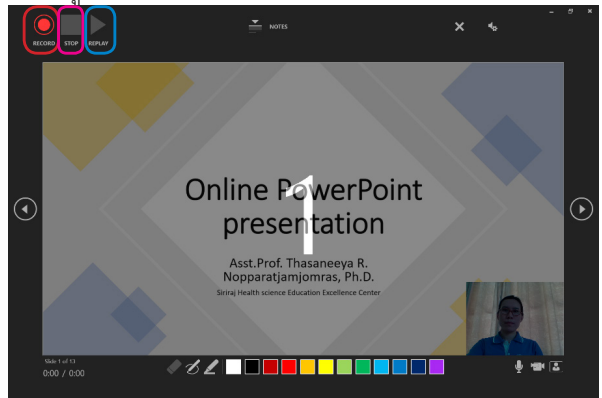 RECORD STOP REPLAY
NOTES
Online PowerPoint
presentation
1
Asst.Prof. Thasaneeya R.
Nopparatjamjomras, Ph.D.
Siriraj Health science Education Excellence Center
Slide 1 of 13
0:00 / 0:00